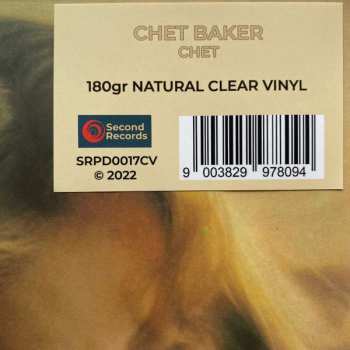 CHET BAKER
CHET
180gr NATURAL CLEAR VINYL
Second
Records
SRPD0017CV
© 2022
9 003829 978094